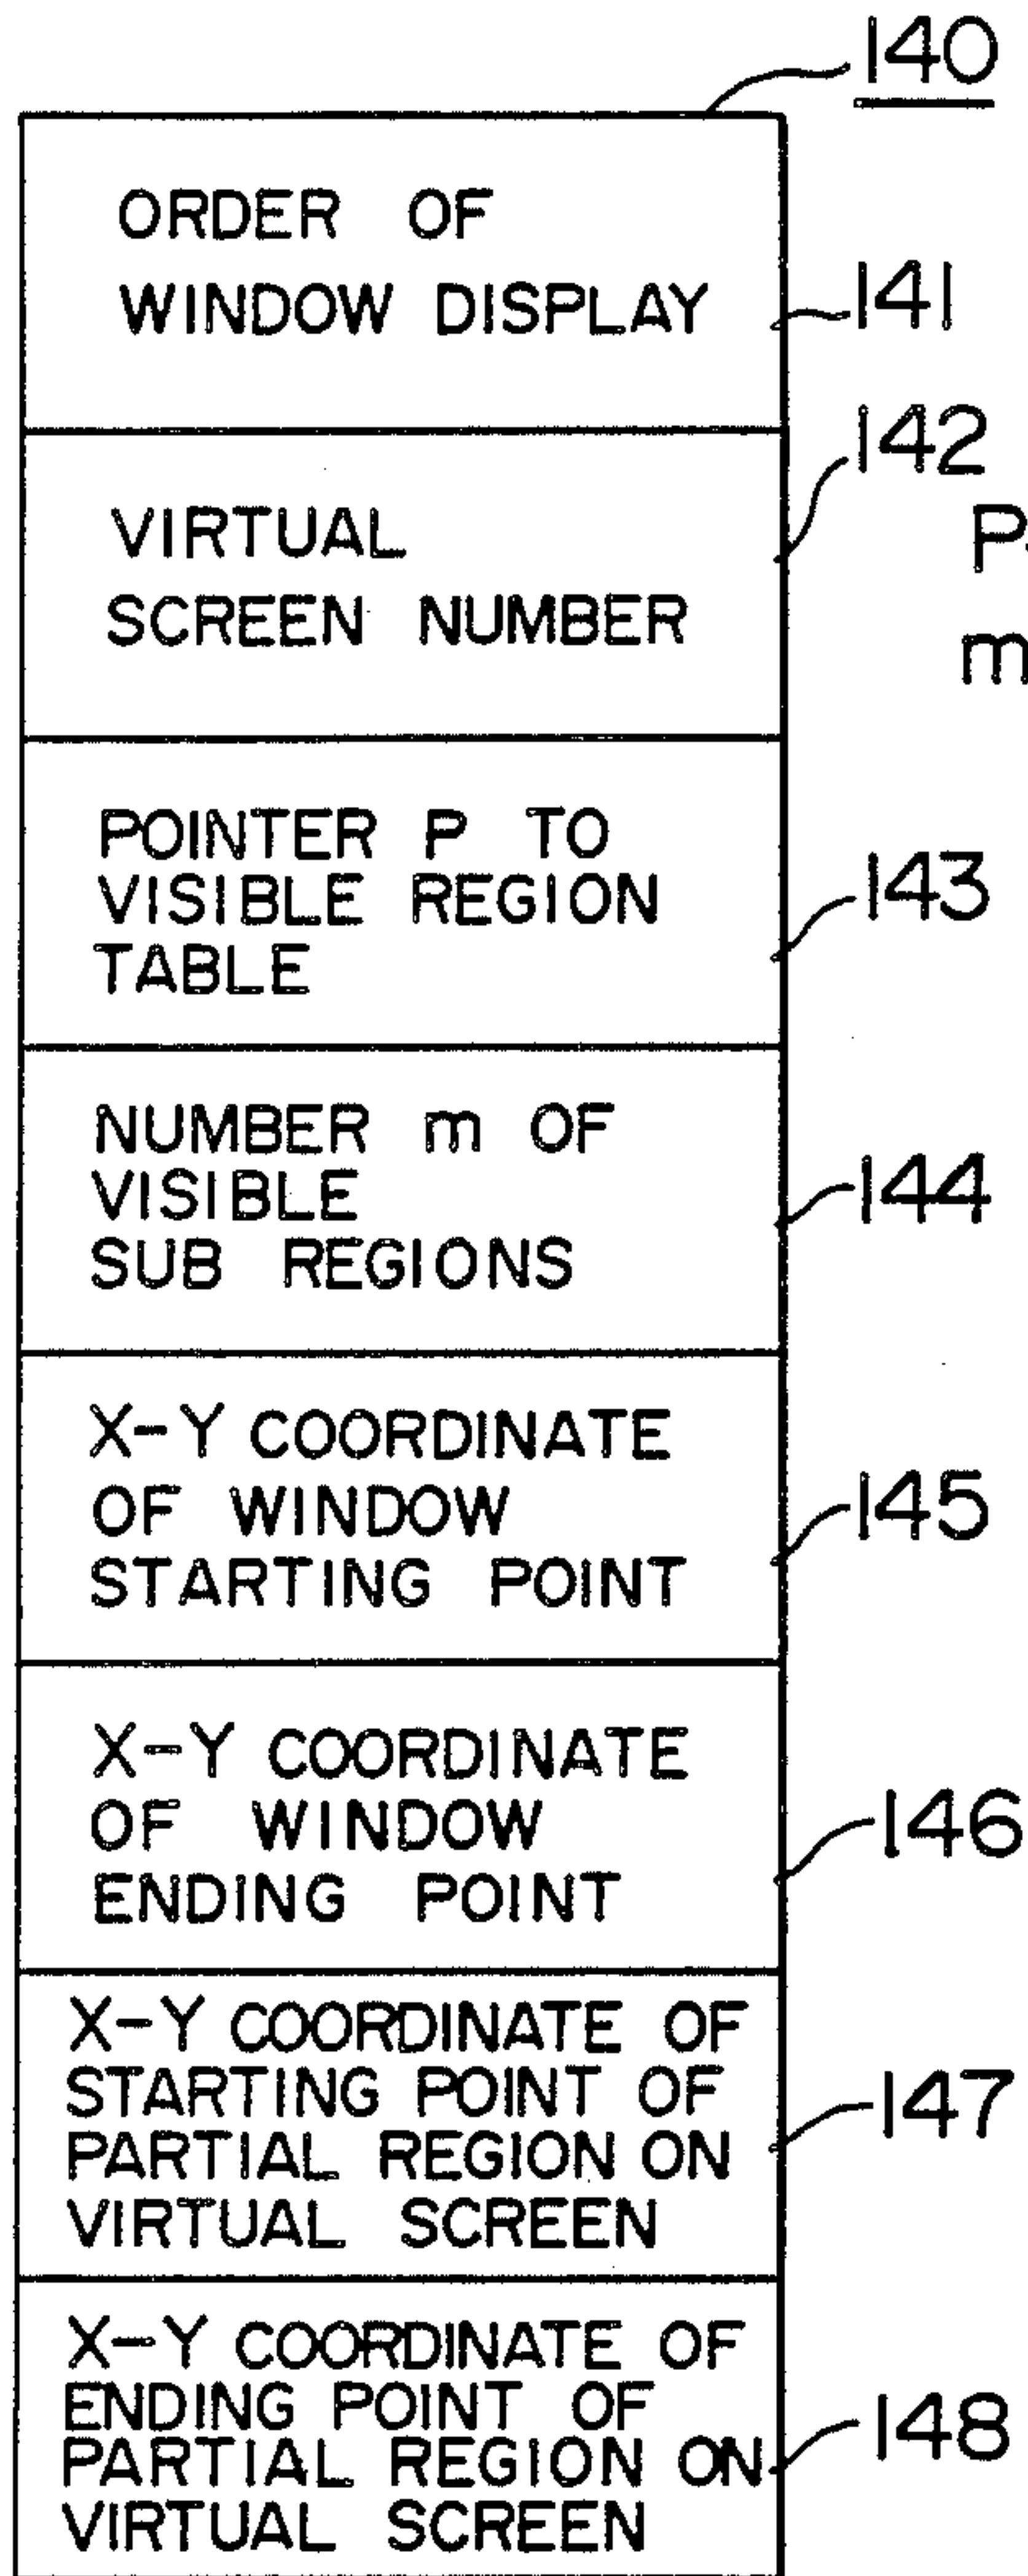 140
ORDER OF
WINDOW DISPLAY
141
142
VIRTUAL
SCREEN NUMBER
P
m
POINTER P TO
VISIBLE REGION
TABLE
143
NUMBER m OF
VISIBLE
SUB REGIONS
144
X-Y COORDINATE
OF WINDOW
STARTING POINT
145
X-Y COORDINATE
OF WINDOW
ENDING POINT
146
X-Y COORDINATE OF
STARTING POINT OF
PARTIAL REGION ON
VIRTUAL SCREEN
147
X-Y COORDINATE OF
ENDING POINT OF
PARTIAL REGION ON
VIRTUAL SCREEN
148